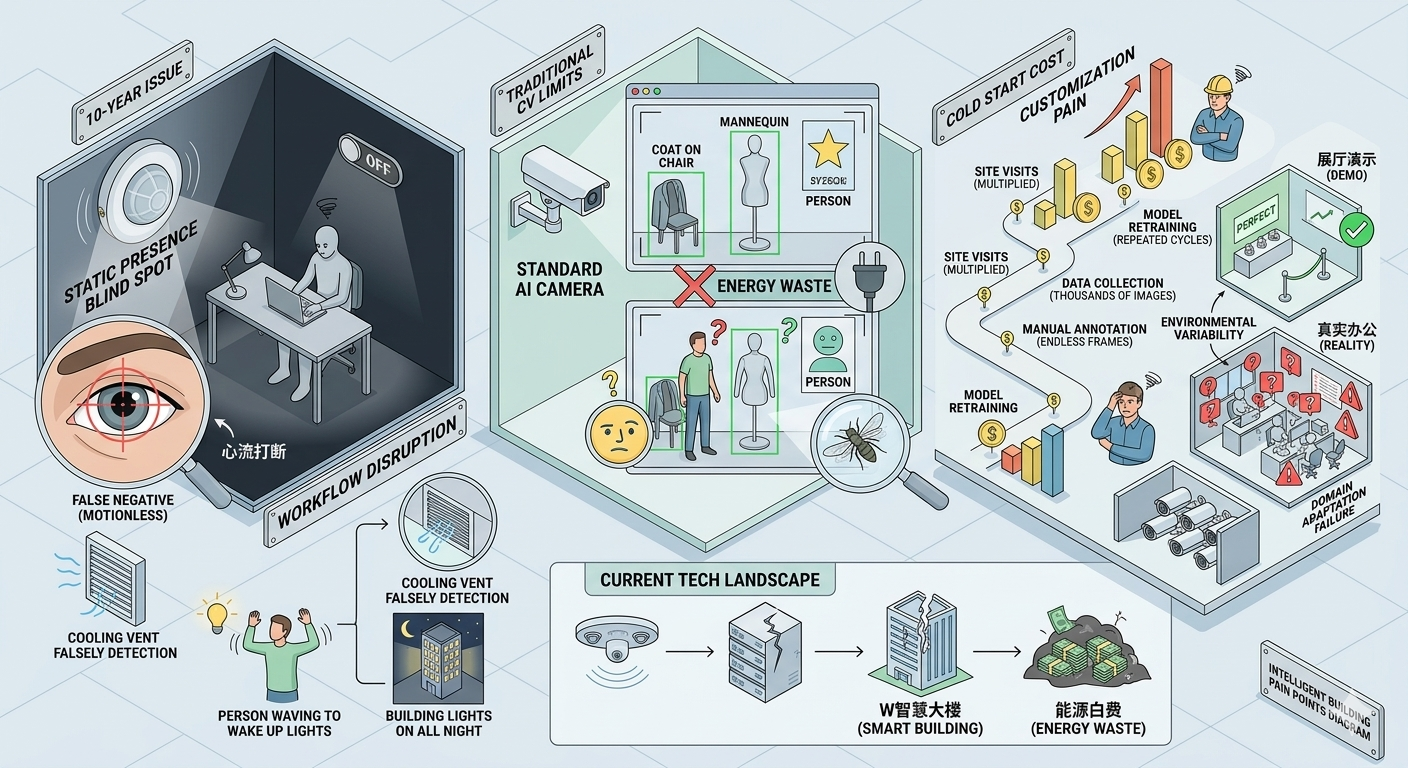 10-YEAR ISSUE
OFF
STATIC PRESENCE
BLIND SPOT
心流打断
FALSE NEGATIVE
(MOTIONLESS)
WORKFLOW DISRUPTION
COOLING VENT
FALSELY DETECTION
PERSON WAVING TO
WAKE UP LIGHTS
COOLING VENT
FALSELY DETECTION
BUILDING LIGHTS
ON ALL NIGHT
TRADITIONAL
CV LIMITS
STANDARD
AI CAMERA
COAT ON
CHAIR
MANNEQUIN
PERSON
ENERGY WASTE
?
?
?
PERSON
COLD START COST
CUSTOMIZATION
PAIN
SITE VISITS
(MULTIPLIED)
MODEL
RETRAINING
(REPEATED CYCLES)
SITE VISITS
(MULTIPLIED)
DATA COLLECTION
(THOUSANDS OF IMAGES)
MANUAL ANNOTATION
(ENDLESS FRAMES)
MODEL
RETRAINING
展厅演示
(DEMO)
PERFECT
ENVIRONMENTAL
VARIABILITY
真实办公
(REALITY)
DOMAIN
ADAPTATION
FAILURE
CURRENT TECH LANDSCAPE
W智慧大楼
(SMART BUILDING)
能源白费
(ENERGY WASTE)
INTELLIGENT BUILDING
PAIN POINTS DIAGRAM